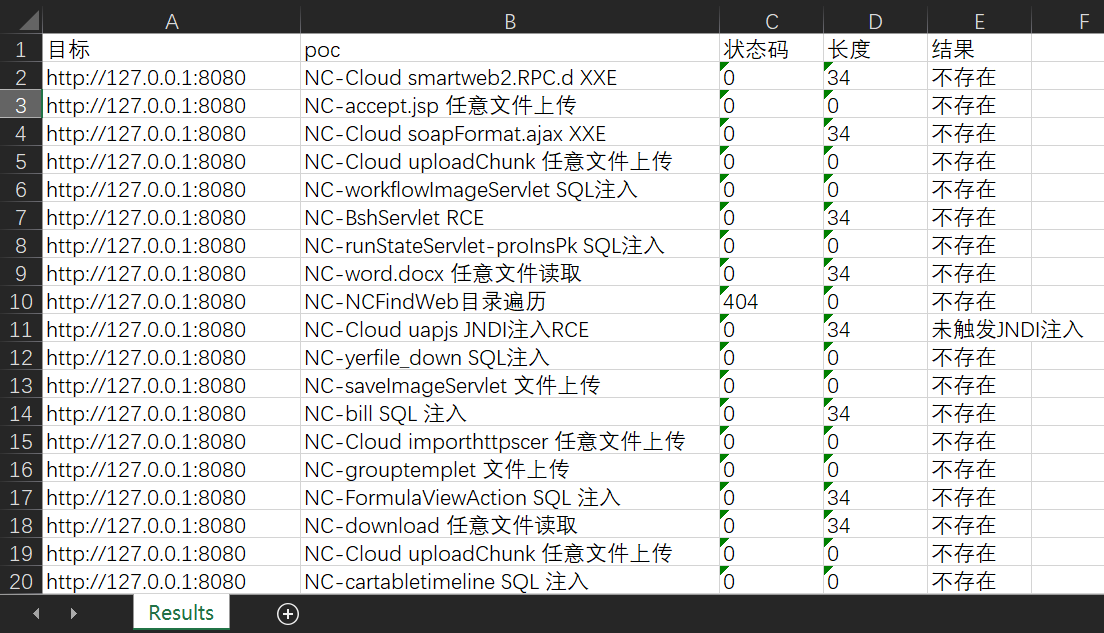 A B C D E F
1 目标 poc 状态码 长度 结果
2 http://127.0.0.1:8080 NC-Cloud smartweb2.RPC.d XXE 0 34 不存在
3 http://127.0.0.1:8080 NC-accept.jsp 任意文件上传 0 0 不存在
4 http://127.0.0.1:8080 NC-Cloud soapFormat.ajax XXE 0 34 不存在
5 http://127.0.0.1:8080 NC-Cloud uploadChunk 任意文件上传 0 0 不存在
6 http://127.0.0.1:8080 NC-workflowImageServlet SQL注入 0 0 不存在
7 http://127.0.0.1:8080 NC-BshServlet RCE 0 34 不存在
8 http://127.0.0.1:8080 NC-runStateServlet-proInsPk SQL注入 0 0 不存在
9 http://127.0.0.1:8080 NC-word.docx 任意文件读取 0 34 不存在
10 http://127.0.0.1:8080 NC-NCFindWeb目录遍历 404 0 不存在
11 http://127.0.0.1:8080 NC-Cloud uapjs JNDI注入RCE 0 34 未触发JNDI注入
12 http://127.0.0.1:8080 NC-yerfile_down SQL注入 0 0 不存在
13 http://127.0.0.1:8080 NC-saveImageServlet 文件上传 0 0 不存在
14 http://127.0.0.1:8080 NC-bill SQL 注入 0 34 不存在
15 http://127.0.0.1:8080 NC-Cloud importhttpscer 任意文件上传 0 0 不存在
16 http://127.0.0.1:8080 NC-grouptemplet 文件上传 0 0 不存在
17 http://127.0.0.1:8080 NC-FormulaViewAction SQL 注入 0 34 不存在
18 http://127.0.0.1:8080 NC-download 任意文件读取 0 34 不存在
19 http://127.0.0.1:8080 NC-Cloud uploadChunk 任意文件上传 0 0 不存在
20 http://127.0.0.1:8080 NC-cartabletimeline SQL 注入 0 0 不存在
Results